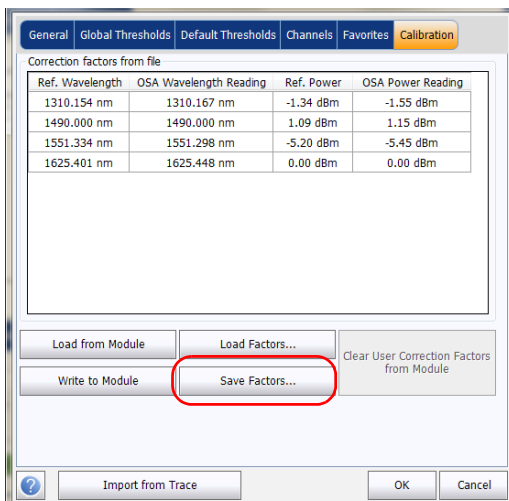 General Global Thresholds Default Thresholds Channels Favorites Calibration
Correction factors from file
Ref. Wavelength OSA Wavelength Reading Ref. Power OSA Power Reading
1310.154 nm 1310.167 nm -1.34 dBm -1.55 dBm
1490.000 nm 1490.000 nm 1.09 dBm 1.15 dBm
1551.334 nm 1551.298 nm -5.20 dBm -5.45 dBm
1625.401 nm 1625.448 nm 0.00 dBm 0.00 dBm
Load from Module Load Factors...
Clear User Correction Factors
from Module
Write to Module Save Factors...
? Import from Trace OK Cancel